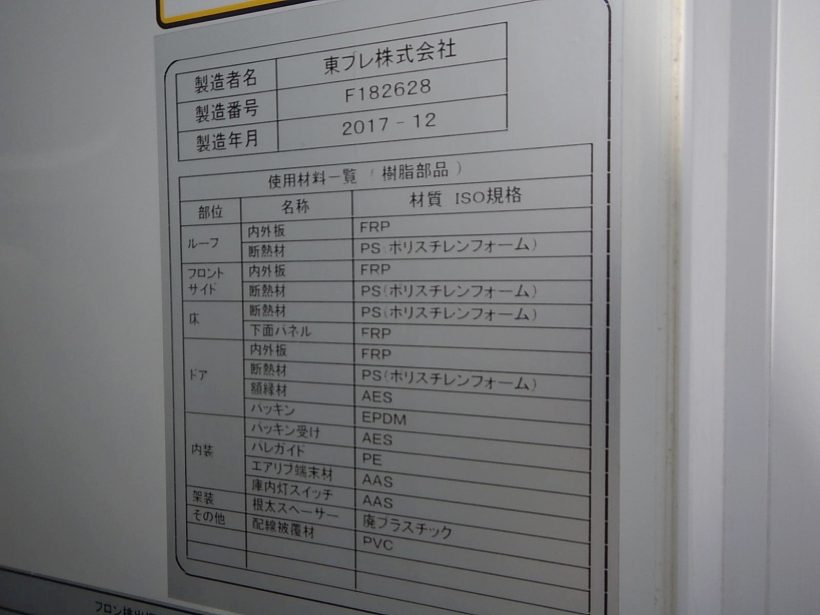 製造者名 東プレ株式会社
製造番号 F182628
製造年月 2017-12
使用材料一覧 (樹脂部品)
部位 名称 材質 ISO規格
ルーフ 内外板 FRP
断熱材 PS(ポリスチレンフォーム)
フロント サイド 内外板 FRP
断熱材 PS(ポリスチレンフォーム)
床 断熱材 PS(ポリスチレンフォーム)
下面パネル FRP
ドア 内外板 FRP
断熱材 PS(ポリスチレンフォーム)
額縁材 AES
パッキン EPDM
内装 パッキン受け AES
ハレガイド PE
エアリブ端末材 AAS
庫内灯スイッチ AAS
架装 根太スペーサー 廃プラスチック
その他 配線被覆材 PVC
フロン